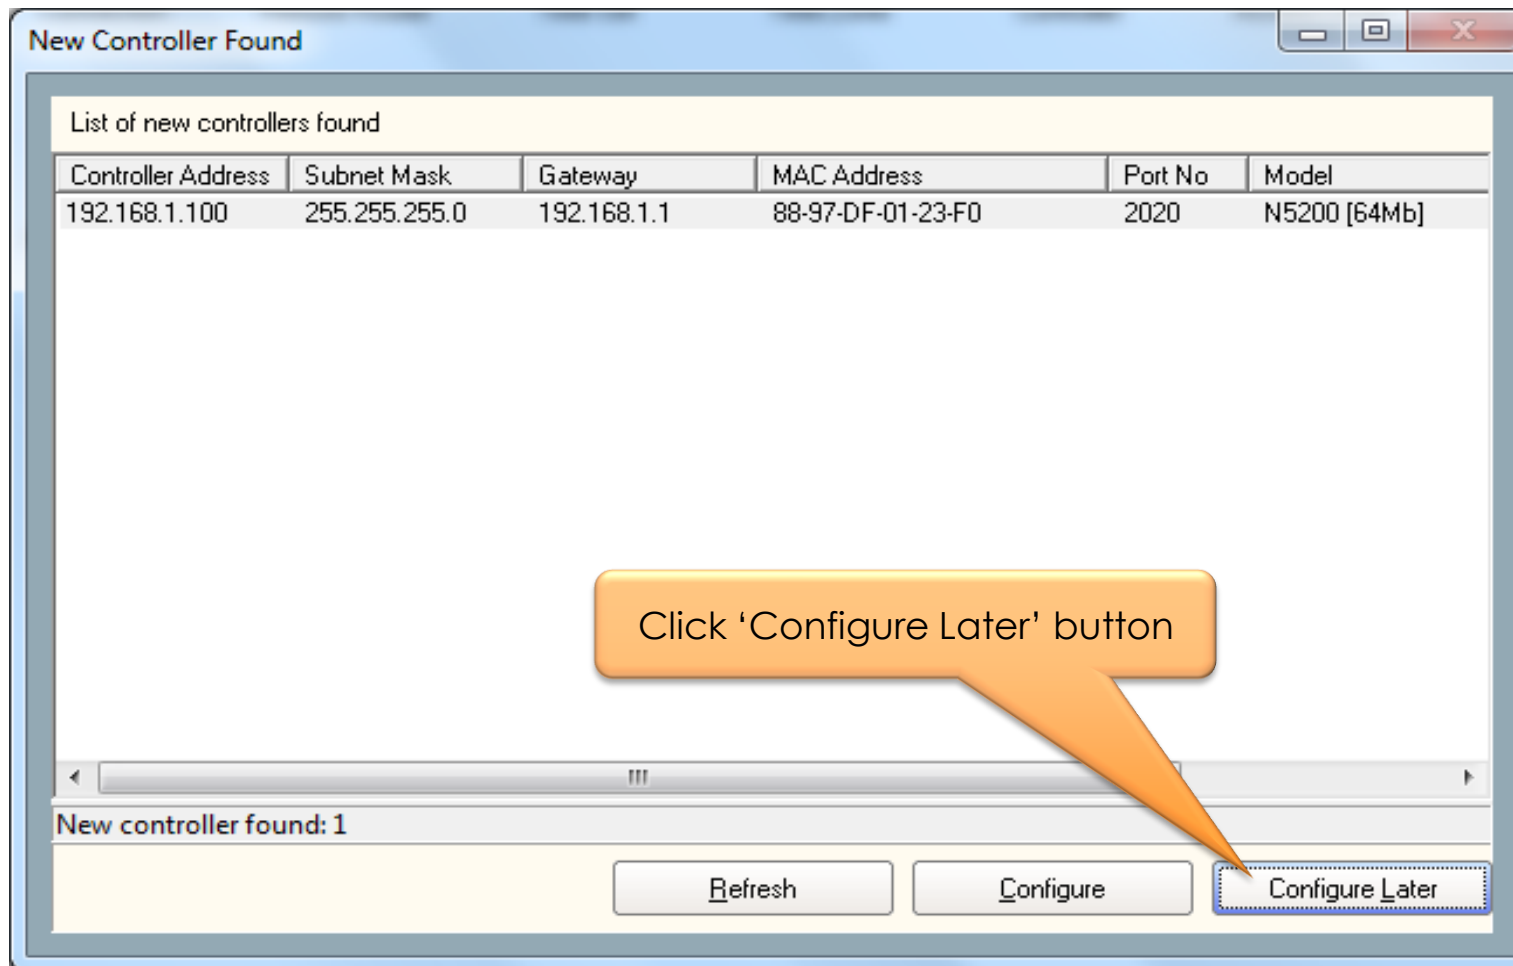 New Controller Found
List of new controllers found
Controller Address Subnet Mask Gateway MAC Address Port No Model
192.168.1.100 255.255.255.0 192.168.1.1 88-97-DF-01-23-F0 2020 N5200 [64Mb]
Click ‘Configure Later’ button
New controller found: 1
Refresh Configure Configure Later